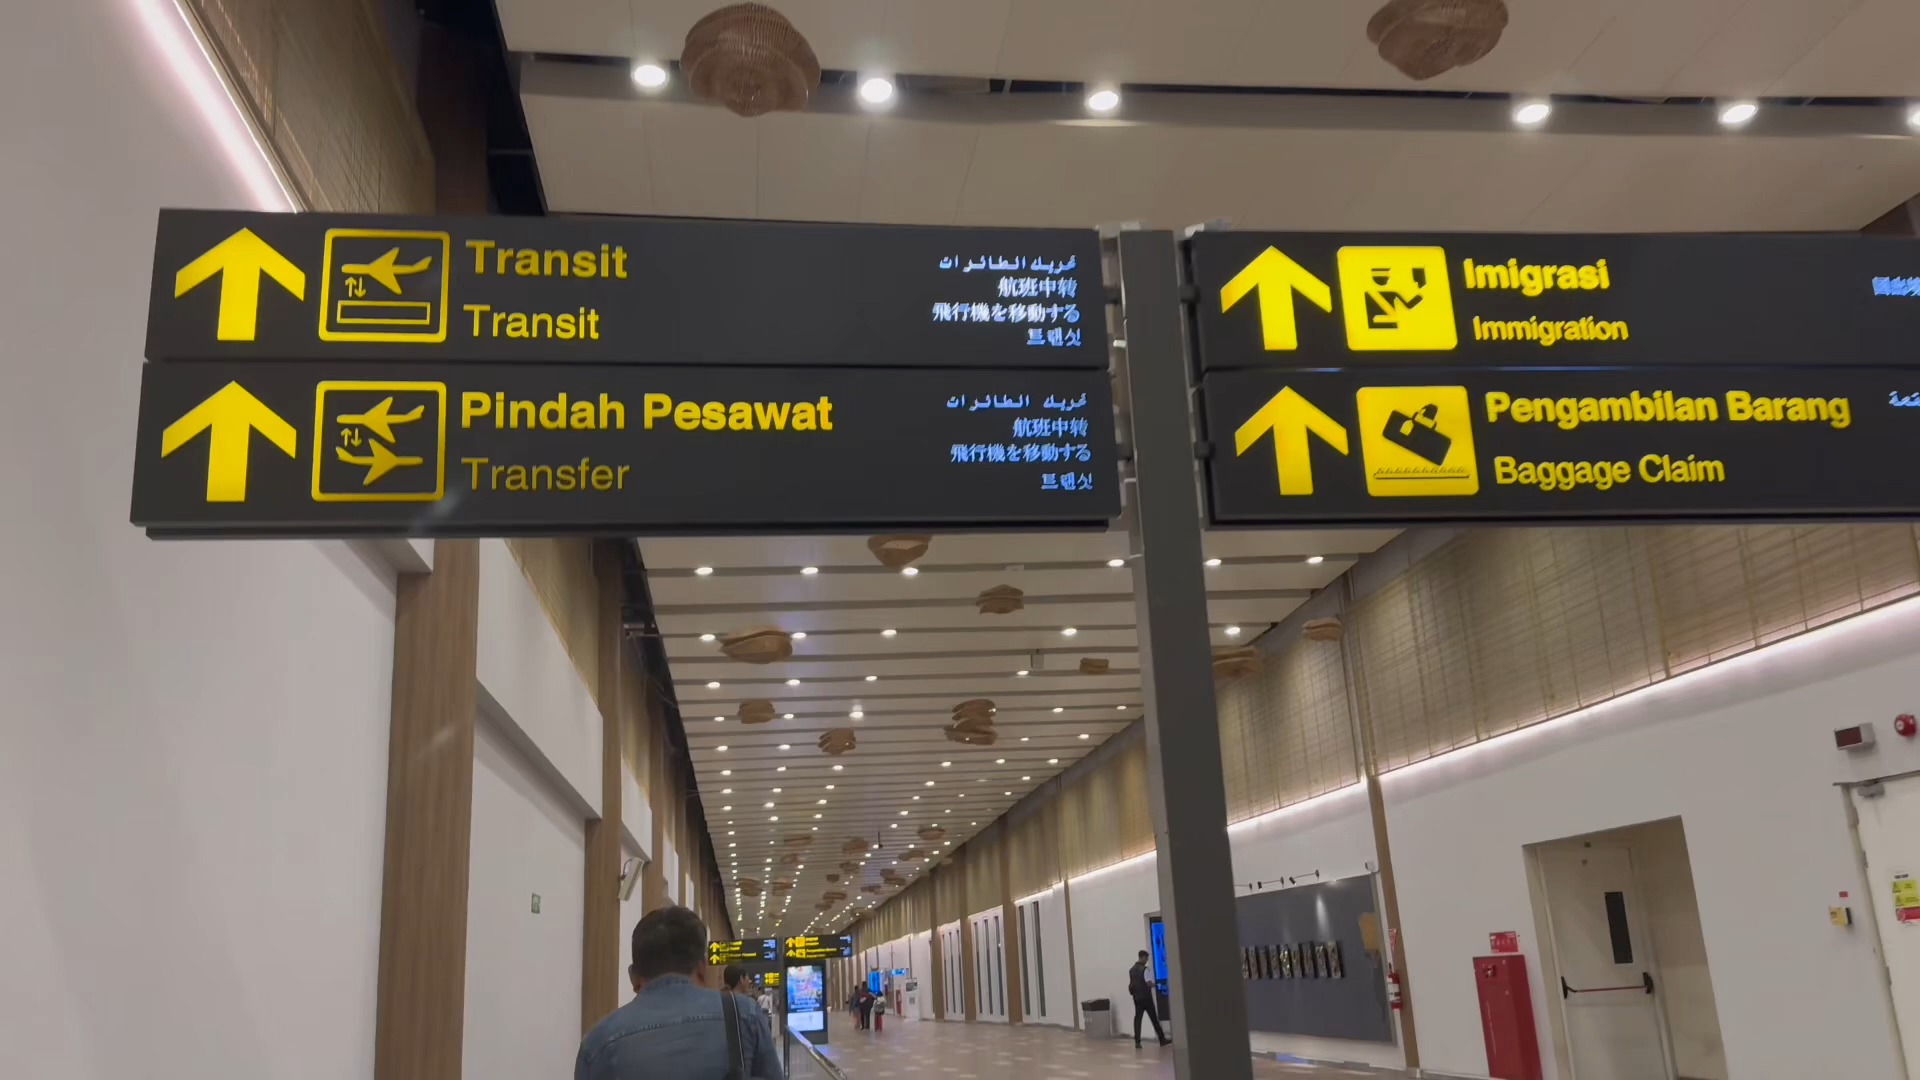 Transit
Transit
تحريك الطائرات
航班中转
飛行機を移動する
트랜싯
Pindah Pesawat
Transfer
تحريك الطائرات
航班中转
飛行機を移動する
트랜싯
Imigrasi
Immigration
Pengambilan Barang
Baggage Claim